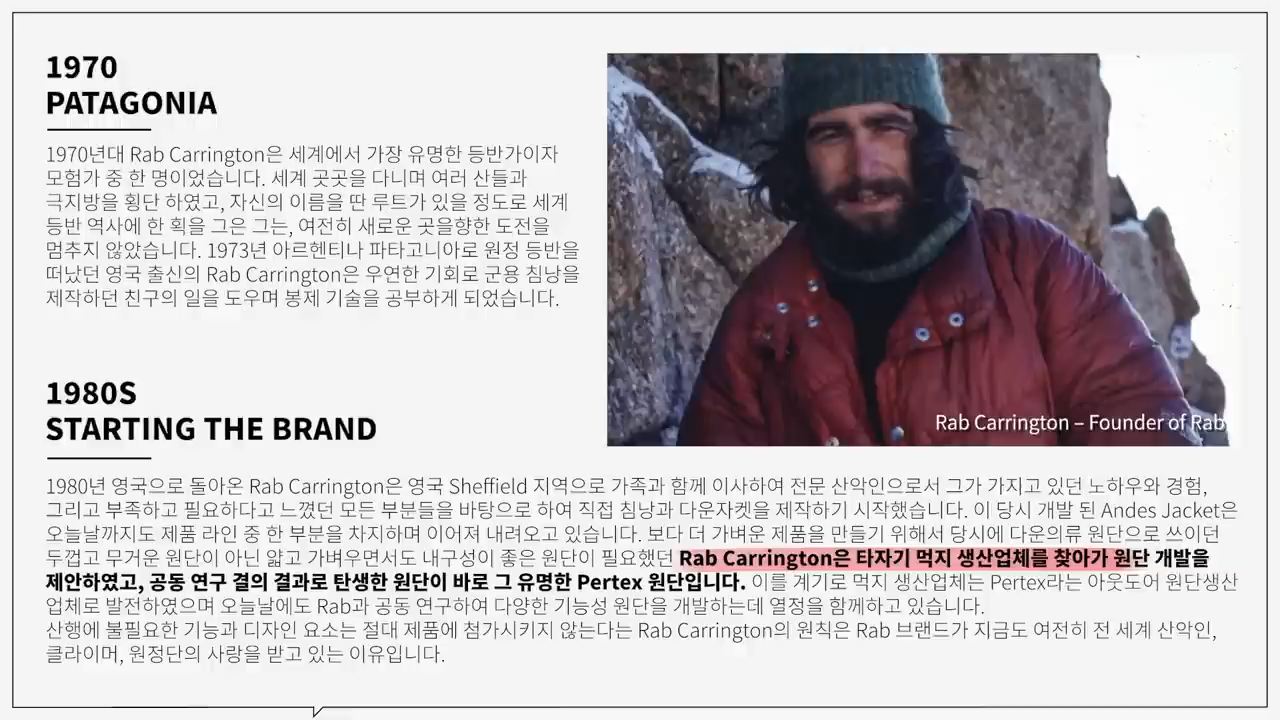 1970
PATAGONIA
1970년대 Rab Carrington은 세계에서 가장 유명한 등반가이자
모험가 중 한 명이었습니다. 세계 곳곳을 다니며 여러 산들과
극지방을 횡단 하였고, 자신의 이름을 딴 루트가 있을 정도로 세계
등반 역사에 한 획을 그은 그는, 여전히 새로운 곳을향한 도전을
멈추지 않았습니다. 1973년 아르헨티나 파타고니아로 원정 등반을
떠났던 영국 출신의 Rab Carrington은 우연한 기회로 군용 침낭을
제작하던 친구의 일을 도우며 봉제 기술을 공부하게 되었습니다.
Rab Carrington – Founder of Rab
1980S
STARTING THE BRAND
1980년 영국으로 돌아온 Rab Carrington은 영국 Sheffield 지역으로 가족과 함께 이사하여 전문 산악인으로서 그가 가지고 있던 노하우와 경험,
그리고 부족하고 필요하다고 느꼈던 모든 부분들을 바탕으로 하여 직접 침낭과 다운자켓을 제작하기 시작했습니다. 이 당시 개발 된 Andes Jacket은
오늘날까지도 제품 라인 중 한 부분을 차지하며 이어져 내려오고 있습니다. 보다 더 가벼운 제품을 만들기 위해서 당시에 다운의류 원단으로 쓰이던
두껍고 무거운 원단이 아닌 얇고 가벼우면서도 내구성이 좋은 원단이 필요했던 Rab Carrington은 타자기 먹지 생산업체를 찾아가 원단 개발을
제안하였고, 공동 연구 결의 결과로 탄생한 원단이 바로 그 유명한 Pertex 원단입니다. 이를 계기로 먹지 생산업체는 Pertex라는 아웃도어 원단생산
업체로 발전하였으며 오늘날에도 Rab과 공동 연구하여 다양한 기능성 원단을 개발하는데 열정을 함께하고 있습니다.
산행에 불필요한 기능과 디자인 요소는 절대 제품에 첨가시키지 않는다는 Rab Carrington의 원칙은 Rab 브랜드가 지금도 여전히 전 세계 산악인,
클라이머, 원정단의 사랑을 받고 있는 이유입니다.